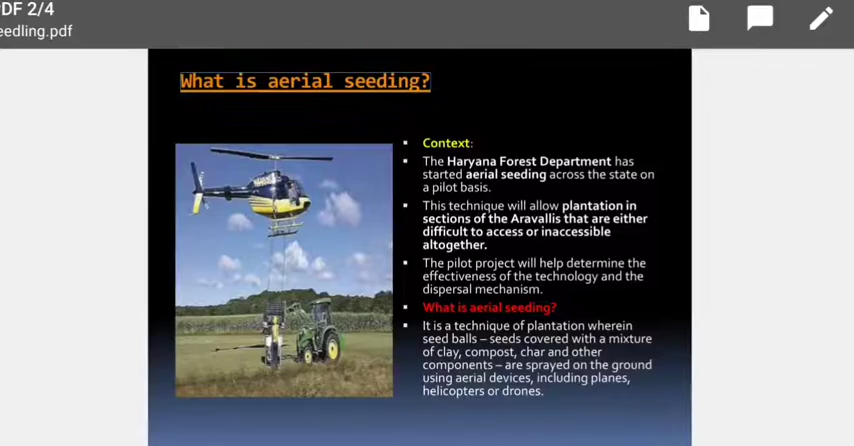 PDF 2/4
eedling.pdf
What is aerial seeding?
▪ Context:
▪ The Haryana Forest Department has
started aerial seeding across the state on
a pilot basis.
▪ This technique will allow plantation in
sections of the Aravallis that are either
difficult to access or inaccessible
altogether.
▪ The pilot project will help determine the
effectiveness of the technology and the
dispersal mechanism.
▪ What is aerial seeding?
▪ It is a technique of plantation wherein
seed balls – seeds covered with a mixture
of clay, compost, char and other
components – are sprayed on the ground
using aerial devices, including planes,
helicopters or drones.